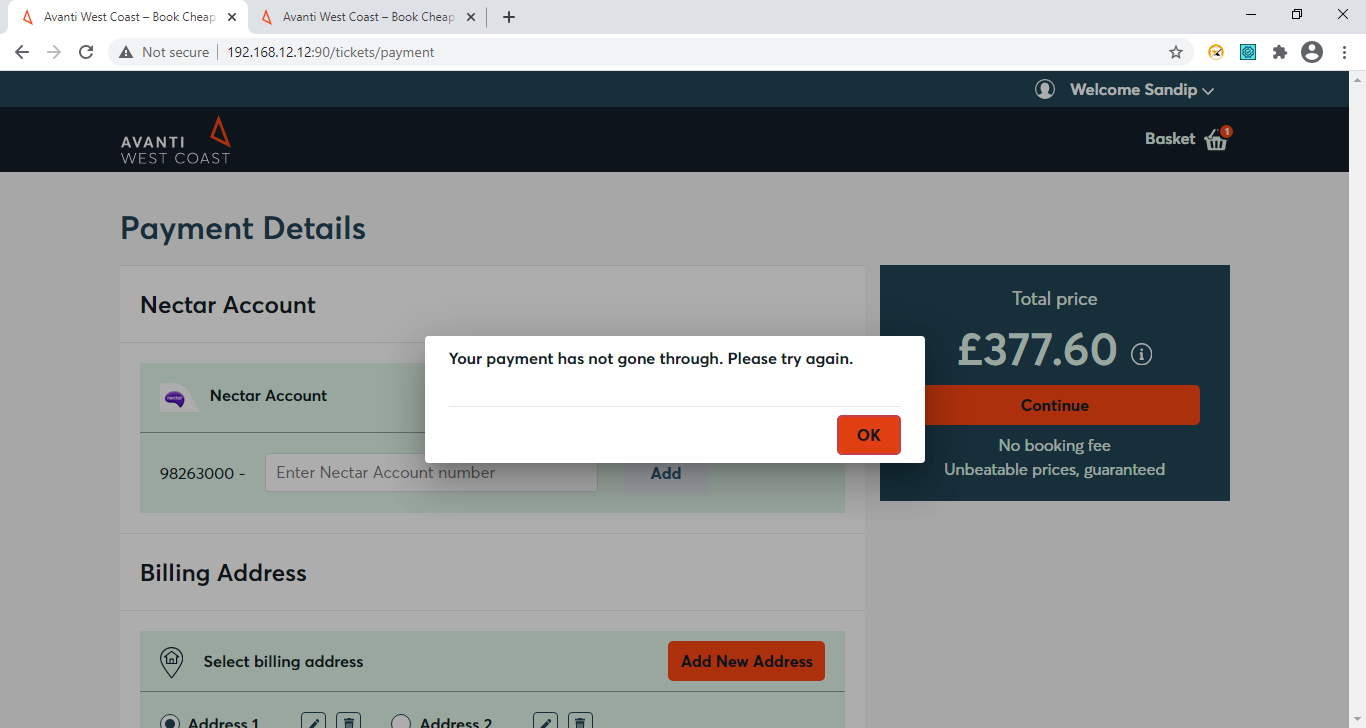 Avanti West Coast – Book Cheap
Avanti West Coast – Book Cheap
Not secure
192.168.12.12:90/tickets/payment
Welcome Sandip
AVANTI
WEST COAST
Basket
1
Payment Details
Nectar Account
Total price
£377.60
Your payment has not gone through. Please try again.
nectar
Nectar Account
Continue
OK
No booking fee
Unbeatable prices, guaranteed
98263000 -
Enter Nectar Account number
Add
Billing Address
Select billing address
Add New Address
Address 1
Address 2